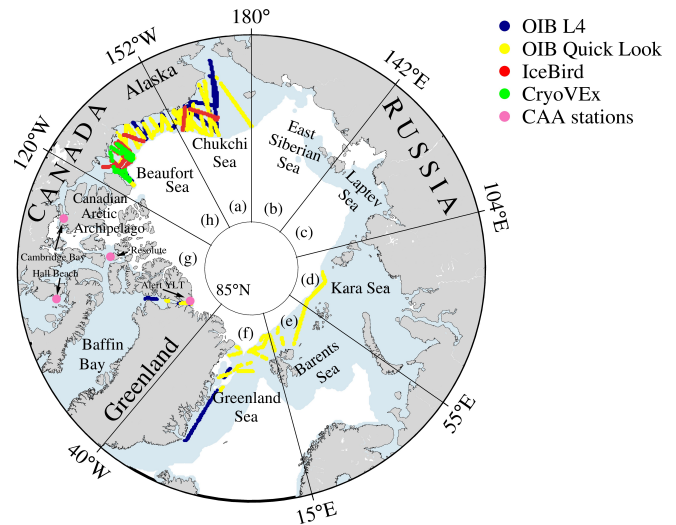 180°
152°W
142°E
OIB L4
OIB Quick Look
IceBird
CryoVEx
CAA stations
Alaska
CANADA
RUSSIA
120°W
104°E
Chukchi
Sea
East
Siberian
Sea
Laptev
Sea
Beaufort
Sea
Canadian
Arctic
Archipelago
(a)
(b)
(h)
(c)
Cambridge Bay
Resolute
(g)
Hall Beach
Alert YLT
85°N
(d)
Kara Sea
(e)
(f)
Baffin
Bay
Greenland
Barents
Sea
Greenland
Sea
40°W
55°E
15°E